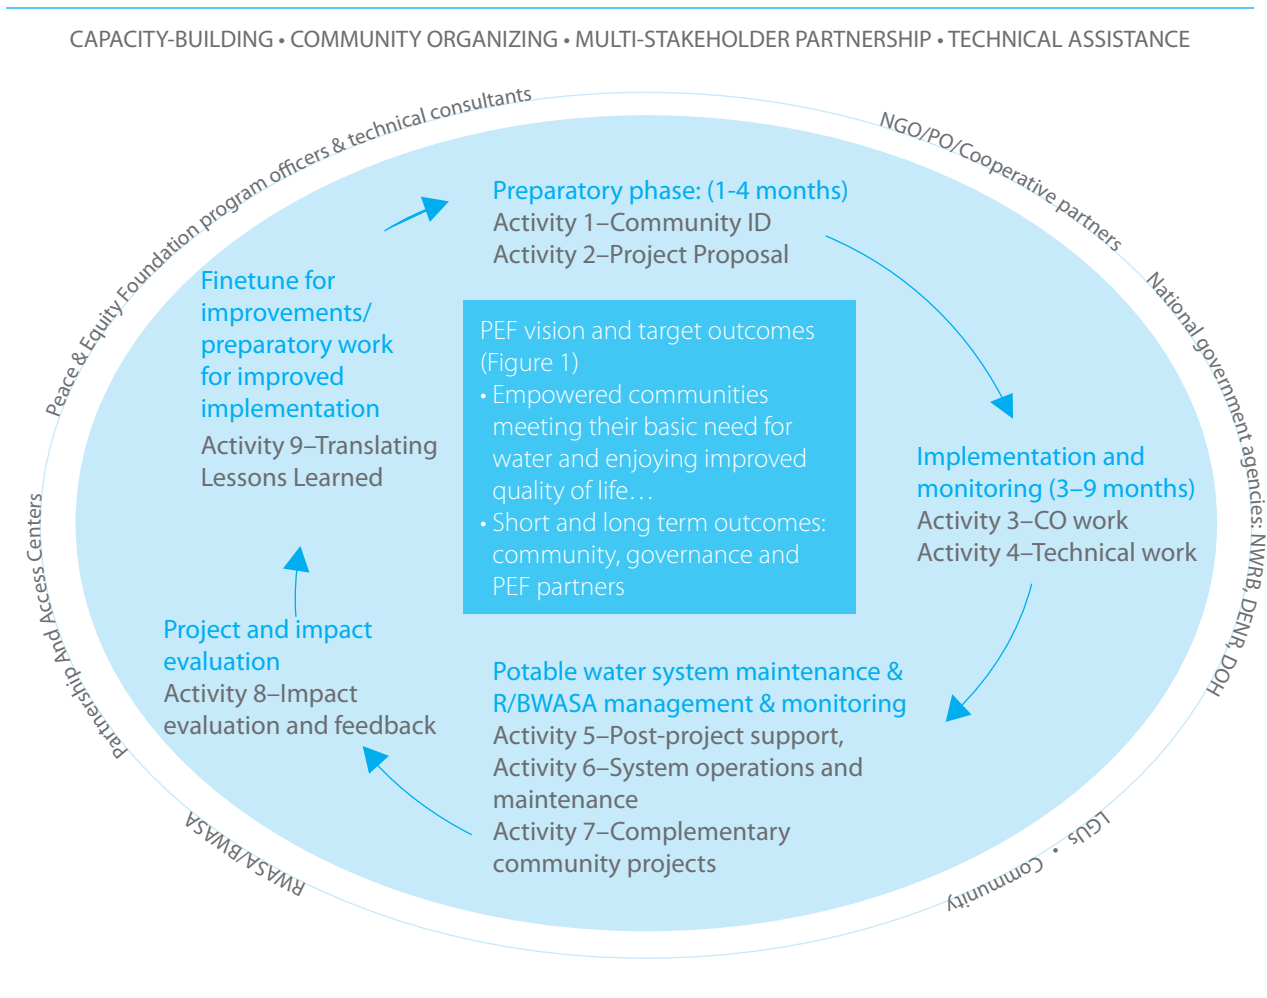 CAPACITY-BUILDING • COMMUNITY ORGANIZING • MULTI-STAKEHOLDER PARTNERSHIP • TECHNICAL ASSISTANCE
Peace & Equity Foundation program officers & technical consultants
NGO/PO/Cooperative partners
National government agencies: NWRB, DENR, DOH
LGUs • Community
RWASA/BWASA
Partnership And Access Centers
Preparatory phase: (1-4 months)
Activity 1–Community ID
Activity 2–Project Proposal
Implementation and
monitoring (3–9 months)
Activity 3–CO work
Activity 4–Technical work
Potable water system maintenance &
R/BWASA management & monitoring
Activity 5–Post-project support,
Activity 6–System operations and
maintenance
Activity 7–Complementary
community projects
Project and impact
evaluation
Activity 8–Impact
evaluation and feedback
Finetune for
improvements/
preparatory work
for improved
implementation
Activity 9–Translating
Lessons Learned
PEF vision and target outcomes
(Figure 1)
• Empowered communities
meeting their basic need for
water and enjoying improved
quality of life…
• Short and long term outcomes:
community, governance and
PEF partners